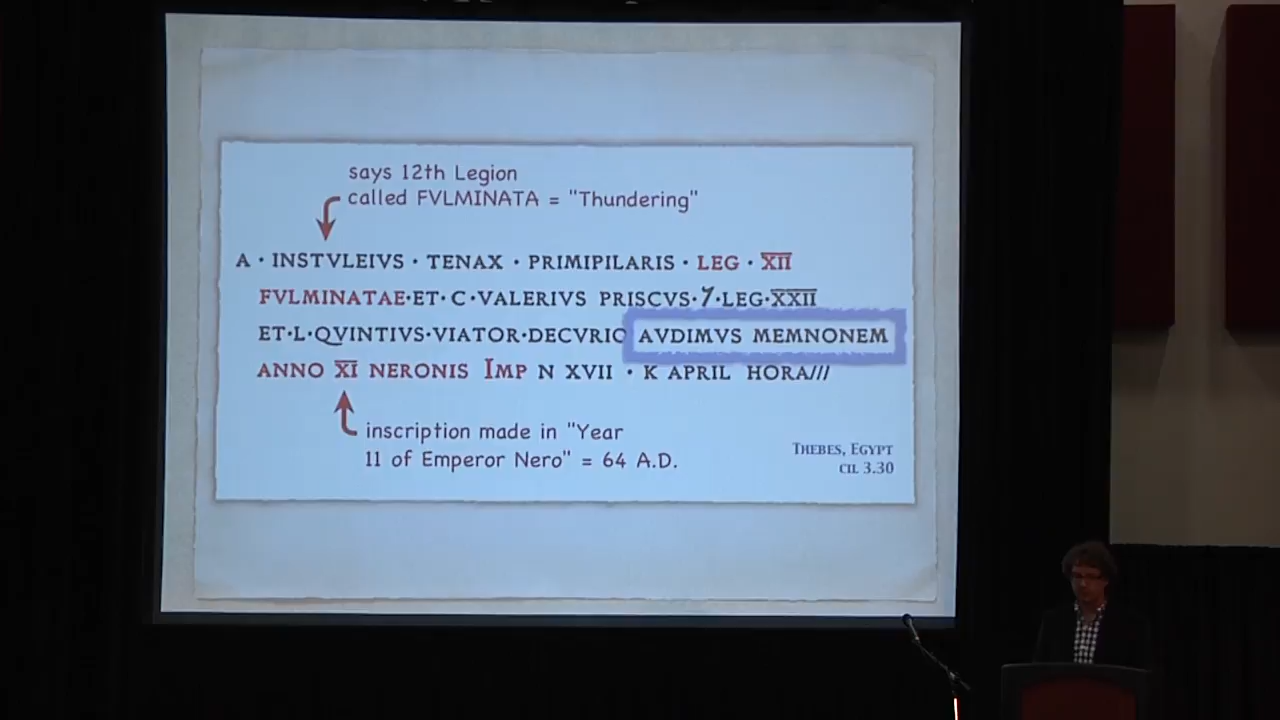 says 12th Legion
called FVLMINATA = "Thundering"
A · INSTVLEIVS · TENAX · PRIMIPILARIS · LEG · XII
FVLMINATAE·ET·C·VALERIVS PRISCVS·7·LEG·XXII
ET·L·QVINTIVS·VIATOR·DECVRIO AVDIMVS MEMNONEM
ANNO XI NERONIS IMP N XVII · K APRIL HORA///
inscription made in "Year
11 of Emperor Nero" = 64 A.D.
THEBES, EGYPT
CIL 3.30